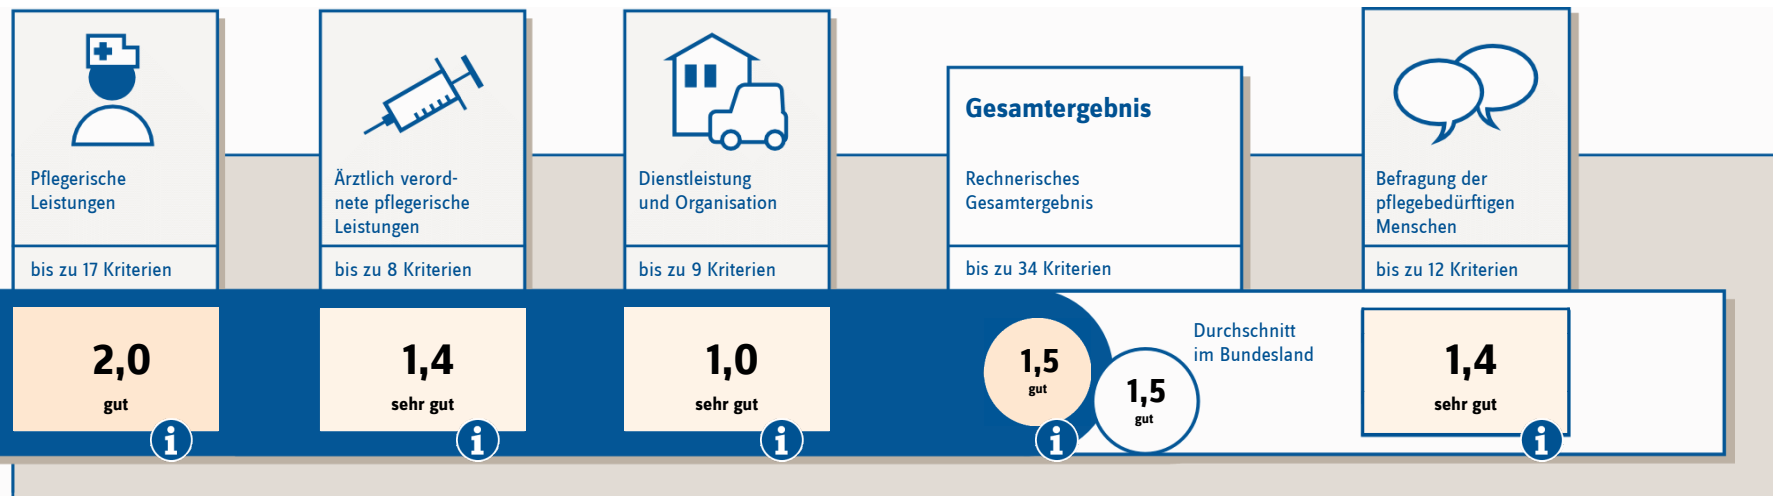 Pflegerische
Leistungen
bis zu 17 Kriterien
2,0
gut
i
Ärztlich verord-
nete pflegerische
Leistungen
bis zu 8 Kriterien
1,4
sehr gut
i
Dienstleistung
und Organisation
bis zu 9 Kriterien
1,0
sehr gut
i
Gesamtergebnis
Rechnerisches
Gesamtergebnis
bis zu 34 Kriterien
1,5
gut
i
Durchschnitt
im Bundesland
1,5
gut
Befragung der
pflegebedürftigen
Menschen
bis zu 12 Kriterien
1,4
sehr gut
i